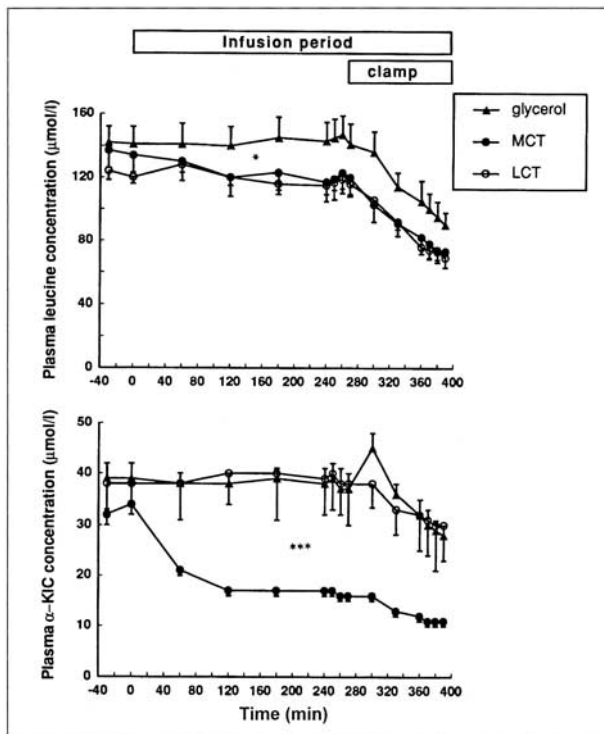 Infusion period
clamp
glycerol
MCT
LCT
Plasma leucine concentration (μmol/l)
160
120
80
40
0
*
-40 0 40 80 120 160 200 240 280 320 360 400
Plasma α-KIC concentration (μmol/l)
50
40
30
20
10
0
***
-40 0 40 80 120 160 200 240 280 320 360 400
Time (min)